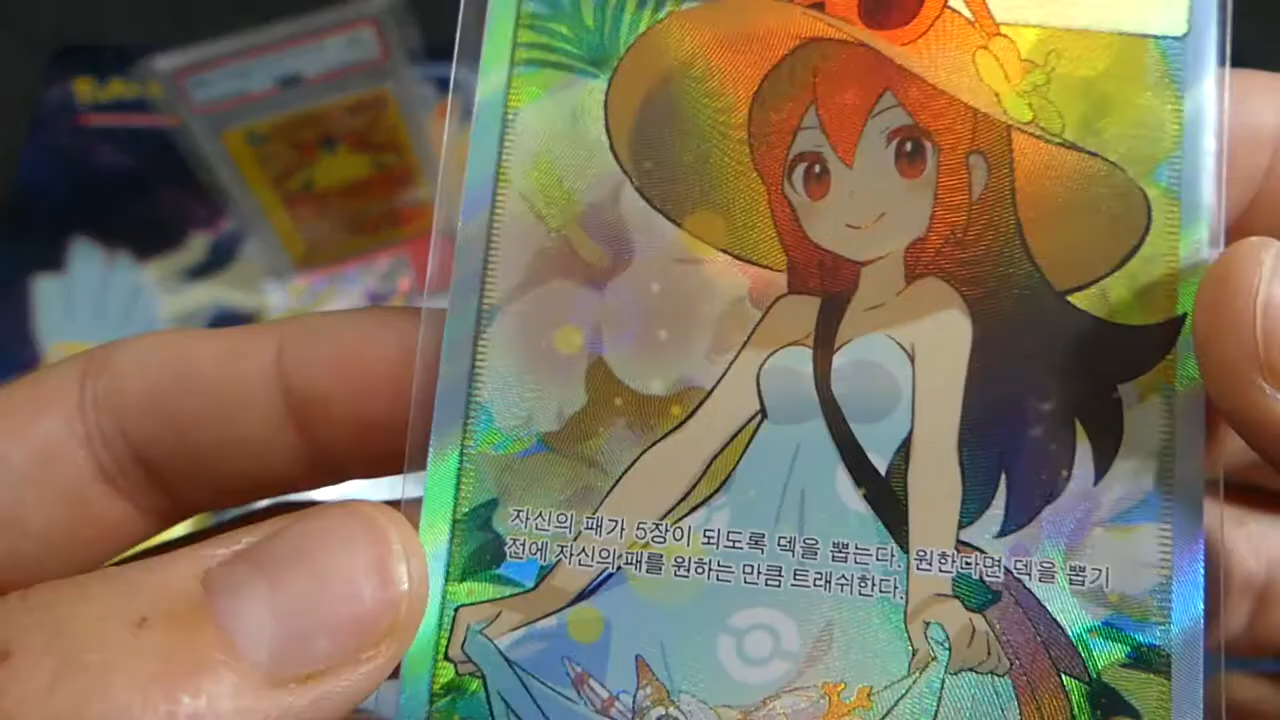 자신의 패가 5장이 되도록 덱을 뽑는다. 원한다면 덱을 뽑기
전에 자신의 패를 원하는 만큼 트래쉬한다.